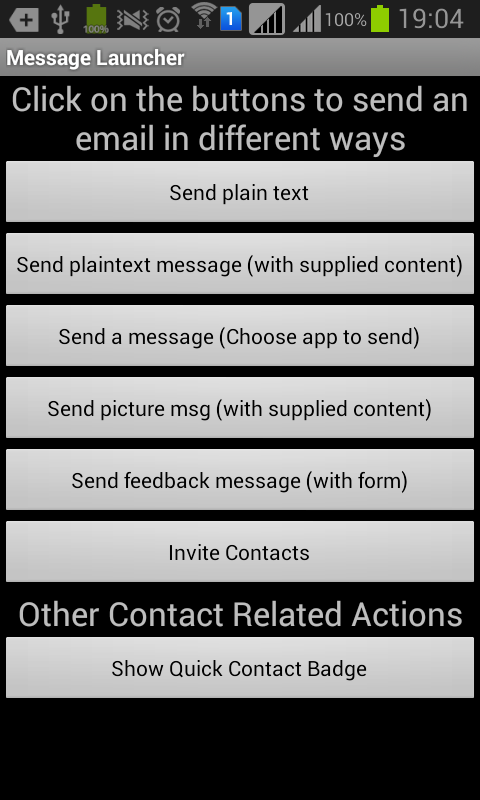 100% 1 100% 19:04
Message Launcher
Click on the buttons to send an
email in different ways
Send plain text
Send plaintext message (with supplied content)
Send a message (Choose app to send)
Send picture msg (with supplied content)
Send feedback message (with form)
Invite Contacts
Other Contact Related Actions
Show Quick Contact Badge